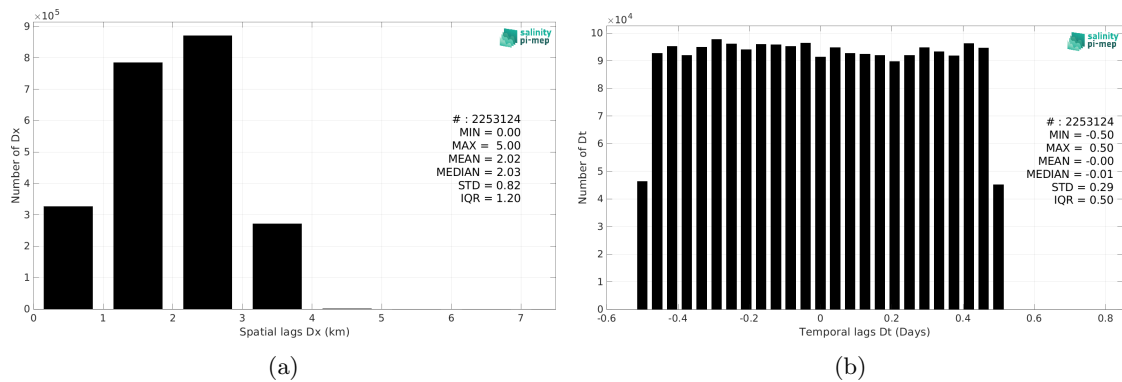 ×10⁵
9
8
7
6
5
4
3
2
1
0
Number of Dx
salinity
pi-mep
# : 2253124
MIN = 0.00
MAX = 5.00
MEAN = 2.02
MEDIAN = 2.03
STD = 0.82
IQR = 1.20
0 1 2 3 4 5 6 7
Spatial lags Dx (km)
(a)
×10⁴
10
9
8
7
6
5
4
3
2
1
0
Number of Dt
salinity
pi-mep
# : 2253124
MIN = -0.50
MAX = 0.50
MEAN = -0.00
MEDIAN = -0.01
STD = 0.29
IQR = 0.50
-0.6 -0.4 -0.2 0 0.2 0.4 0.6 0.8
Temporal lags Dt (Days)
(b)